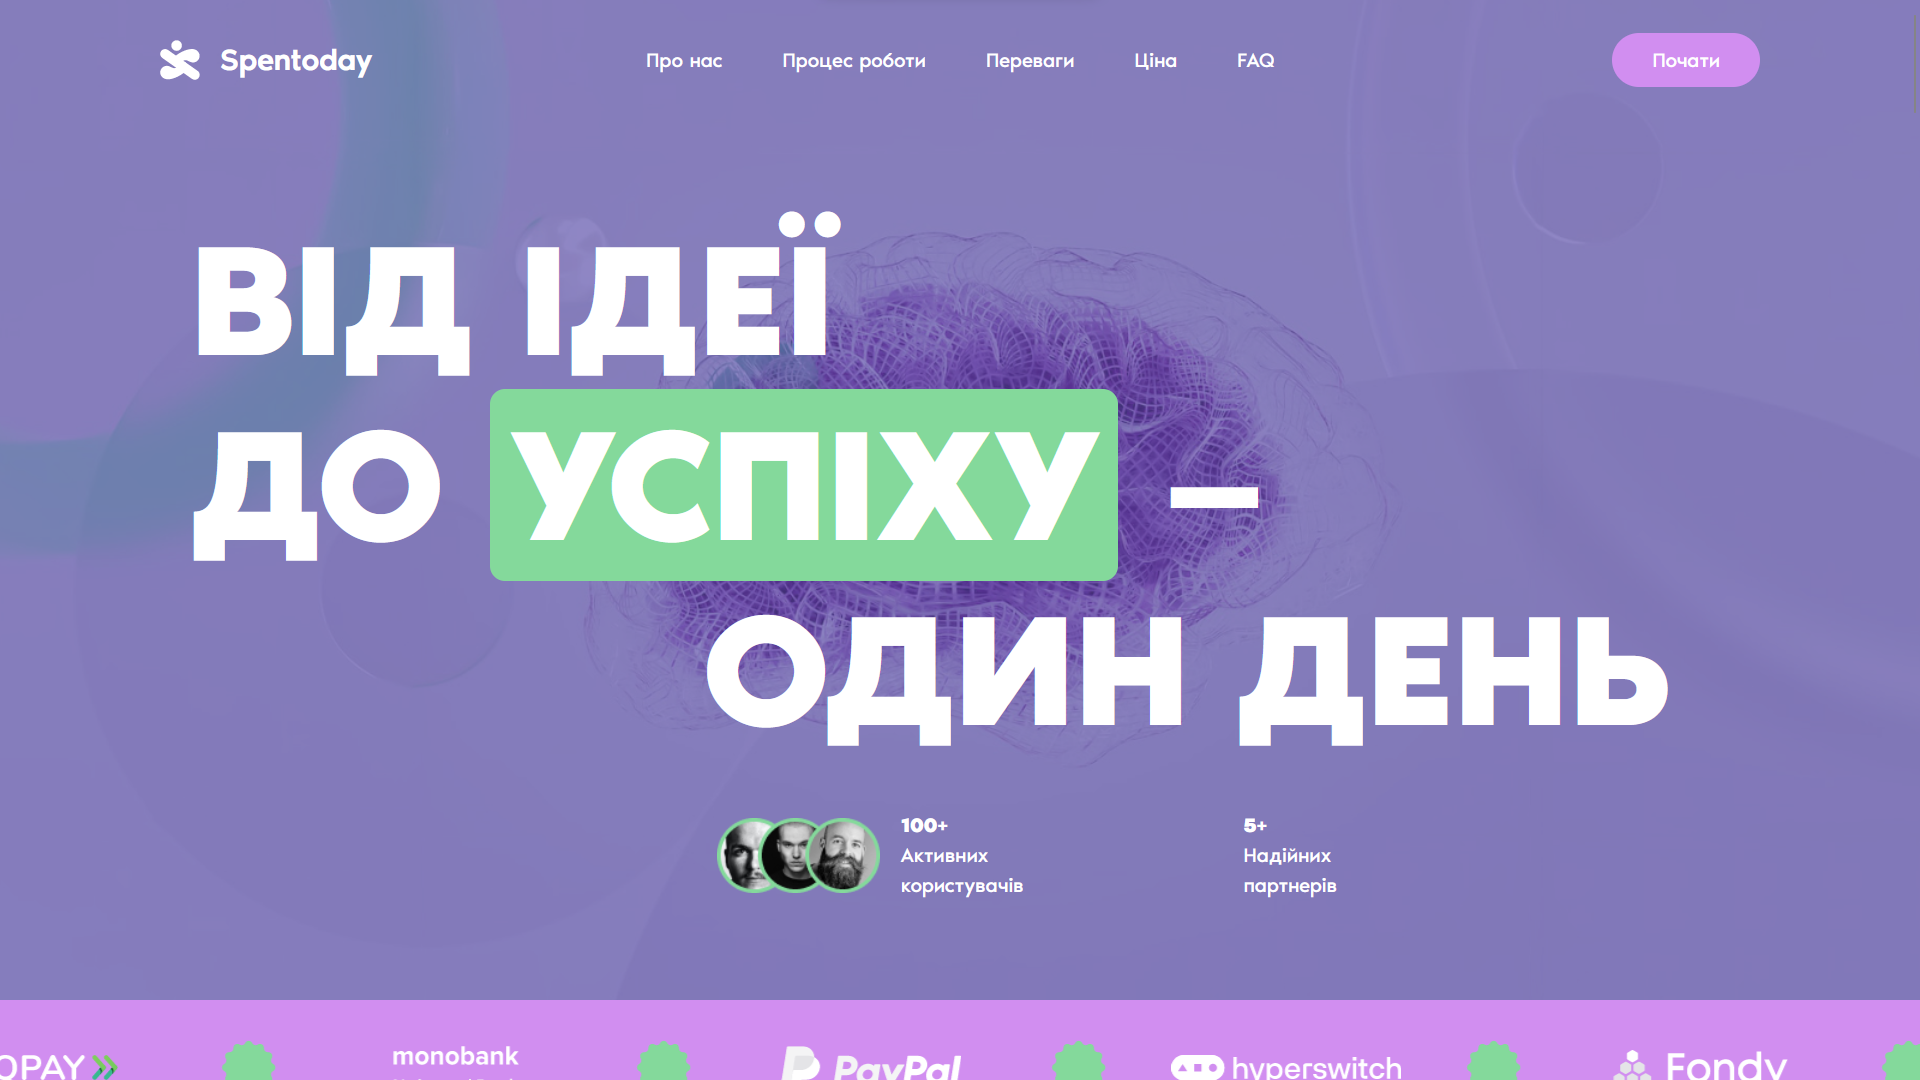 Spentoday
Про нас
Процес роботи
Переваги
Ціна
FAQ
Почати
ВІД ІДЕЇ
ДО УСПІХУ –
ОДИН ДЕНЬ
100+
Активних
користувачів
5+
Надійних
партнерів
monobank
PayPal
hyperswitch
Fondy